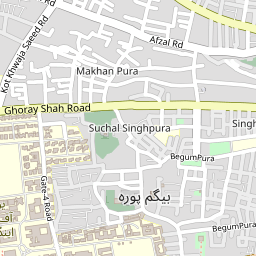 Kot Khwaja Saeed Rd
Afzal Rd
Makhan Pura
Ghoray Shah Road
Suchal Singhpura
Singh
BegumPura
Gate-4 Road
بیگم پورہ
BegumPura